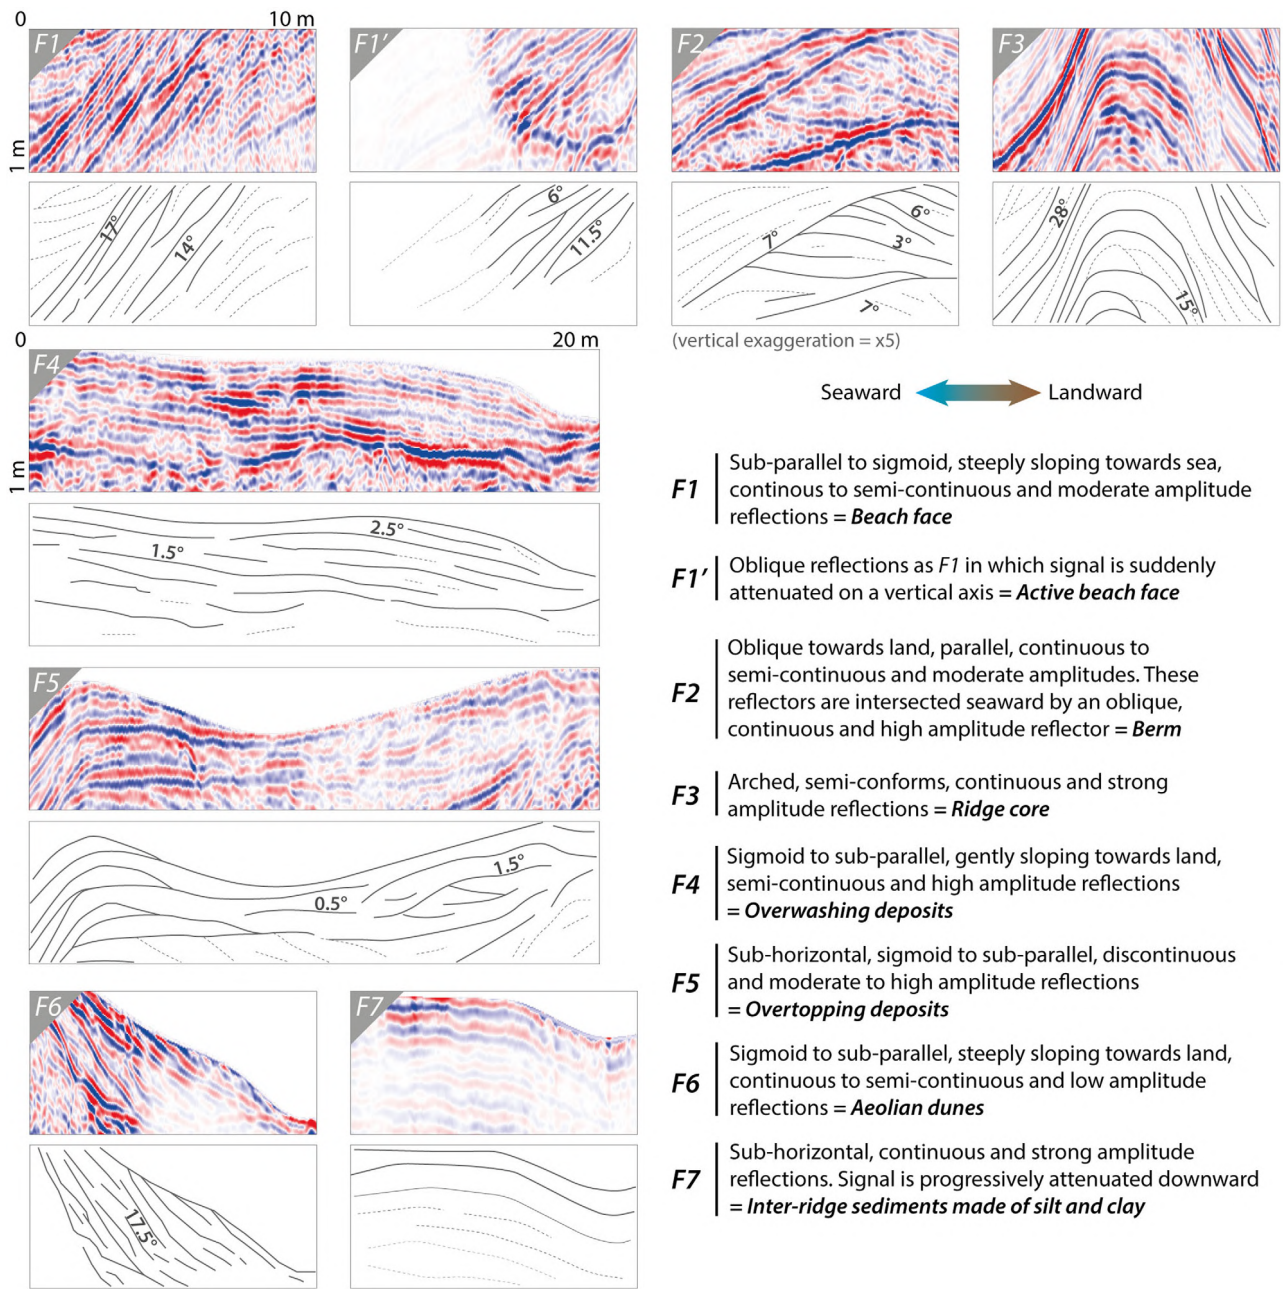 0
10 m
1 m
F1
F1’
F2
F3
17°
14°
6°
11.5°
7°
6°
3°
7°
28°
15°
(vertical exaggeration = x5)
0
20 m
1 m
F4
2.5°
1.5°
F5
1.5°
0.5°
F6
F7
17.5°
Seaward
Landward
F1
Sub-parallel to sigmoid, steeply sloping towards sea,
continous to semi-continuous and moderate amplitude
reflections = Beach face
F1’
Oblique reflections as F1 in which signal is suddenly
attenuated on a vertical axis = Active beach face
F2
Oblique towards land, parallel, continuous to
semi-continuous and moderate amplitudes. These
reflectors are intersected seaward by an oblique,
continuous and high amplitude reflector = Berm
F3
Arched, semi-conforms, continuous and strong
amplitude reflections = Ridge core
F4
Sigmoid to sub-parallel, gently sloping towards land,
semi-continuous and high amplitude reflections
= Overwashing deposits
F5
Sub-horizontal, sigmoid to sub-parallel, discontinuous
and moderate to high amplitude reflections
= Overtopping deposits
F6
Sigmoid to sub-parallel, steeply sloping towards land,
continuous to semi-continuous and low amplitude
reflections = Aeolian dunes
F7
Sub-horizontal, continuous and strong amplitude
reflections. Signal is progressively attenuated downward
= Inter-ridge sediments made of silt and clay